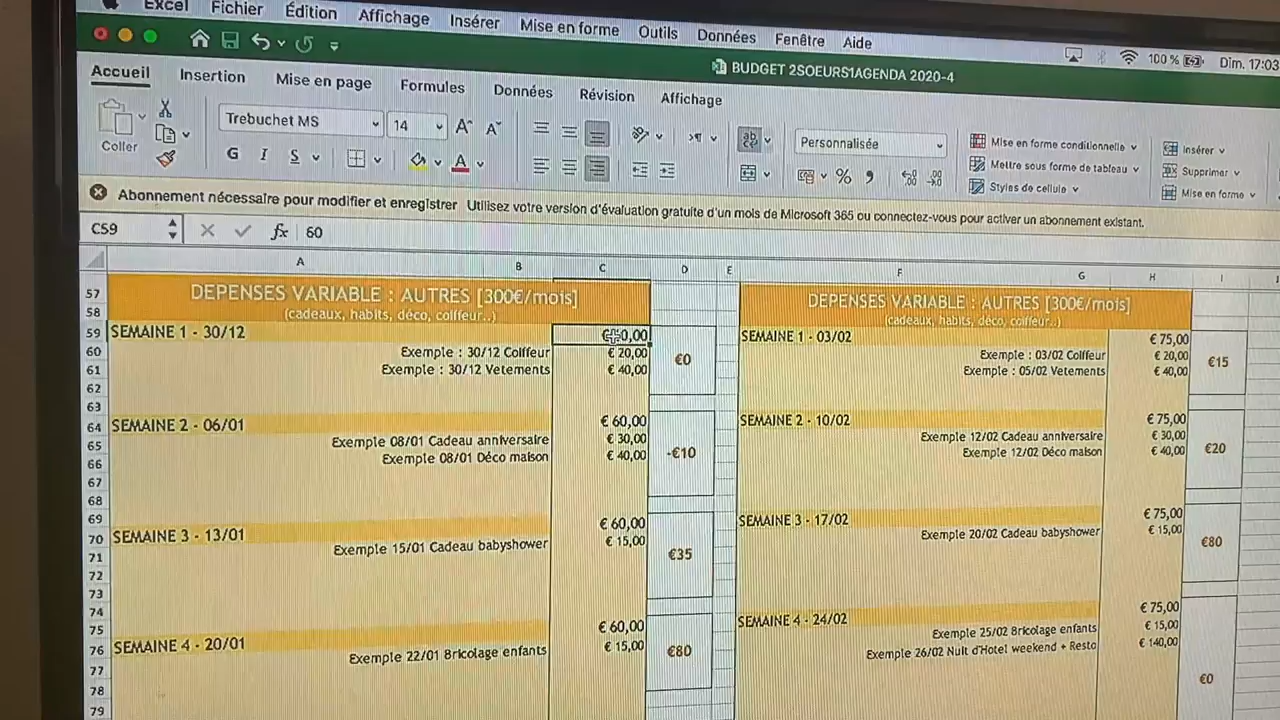 Excel Fichier Édition Affichage Insérer Mise en forme Outils Données Fenêtre Aide
100 % Dim. 17:03
BUDGET 2SOEURS1AGENDA 2020-4
Accueil Insertion Mise en page Formules Données Révision Affichage
Coller
Trebuchet MS 14
G I S A
Personnalisée
%
Mise en forme conditionnelle
Mettre sous forme de tableau
Styles de cellule
Insérer
Supprimer
Mise en forme
Abonnement nécessaire pour modifier et enregistrer Utilisez votre version d'évaluation gratuite d'un mois de Microsoft 365 ou connectez-vous pour activer un abonnement existant.
C59 fx 60
A B C D E F G H I
57 DEPENSES VARIABLE : AUTRES [300€/mois] DEPENSES VARIABLE : AUTRES [300€/mois]
58 (cadeaux, habits, déco, coiffeur..) (cadeaux, habits, déco, coiffeur..)
59 SEMAINE 1 - 30/12 SEMAINE 1 - 03/02 € 75,00
60 Exemple : 30/12 Coiffeur € 20,00 €0 Exemple : 03/02 Coiffeur € 20,00 €15
61 Exemple : 30/12 Vetements € 40,00 Exemple : 05/02 Vetements € 40,00
62
63
64 SEMAINE 2 - 06/01 € 60,00 SEMAINE 2 - 10/02 € 75,00
65 Exemple 08/01 Cadeau anniversaire € 30,00 -€10 Exemple 12/02 Cadeau anniversaire € 30,00 €20
66 Exemple 08/01 Déco maison € 40,00 Exemple 12/02 Déco maison € 40,00
67
68
69
70 SEMAINE 3 - 13/01 € 60,00 SEMAINE 3 - 17/02 € 75,00
71 Exemple 15/01 Cadeau babyshower € 15,00 €35 Exemple 20/02 Cadeau babyshower € 15,00 €80
72
73
74
75 € 60,00 SEMAINE 4 - 24/02 € 75,00
76 SEMAINE 4 - 20/01 Exemple 22/01 Bricolage enfants € 15,00 €80 Exemple 25/02 Bricolage enfants € 15,00
77 Exemple 26/02 Nuit d'Hotel weekend + Resto € 140,00 €0
78
79